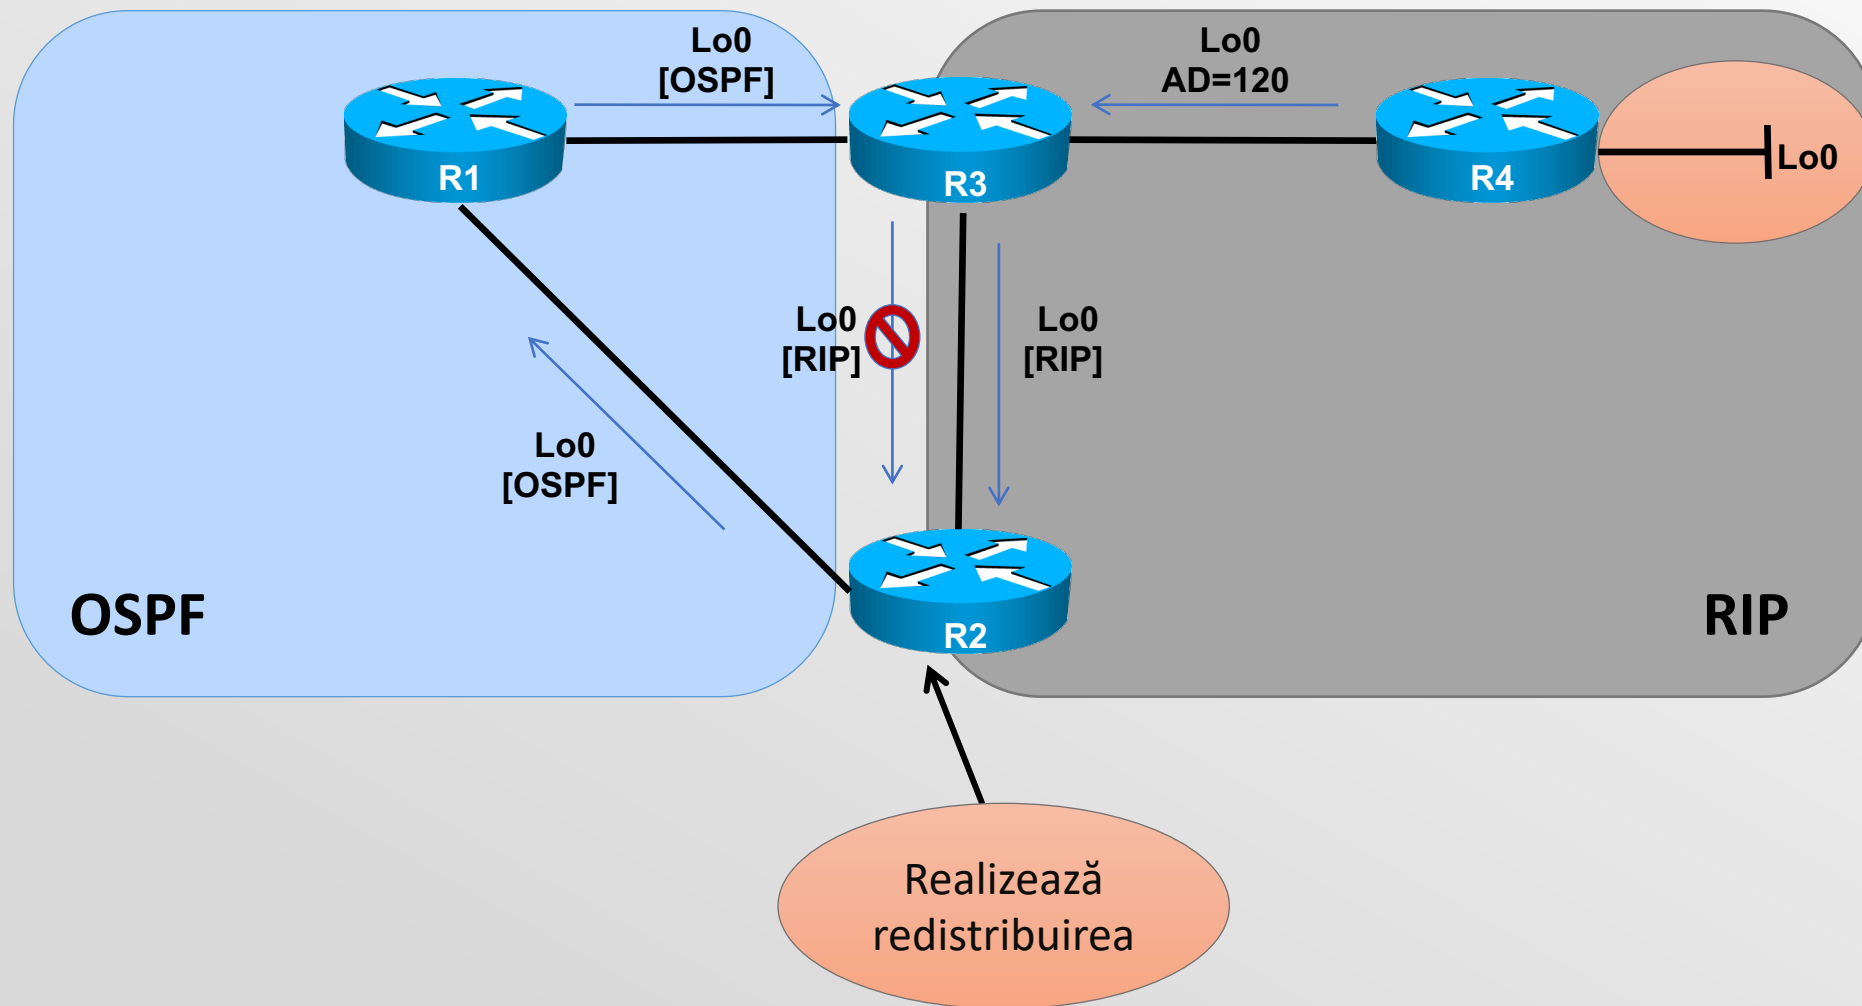 Lo0
[OSPF]
Lo0
AD=120
R1
R3
R4
Lo0
Lo0
[RIP]
Lo0
[RIP]
Lo0
[OSPF]
OSPF
R2
RIP
Realizează
redistribuirea